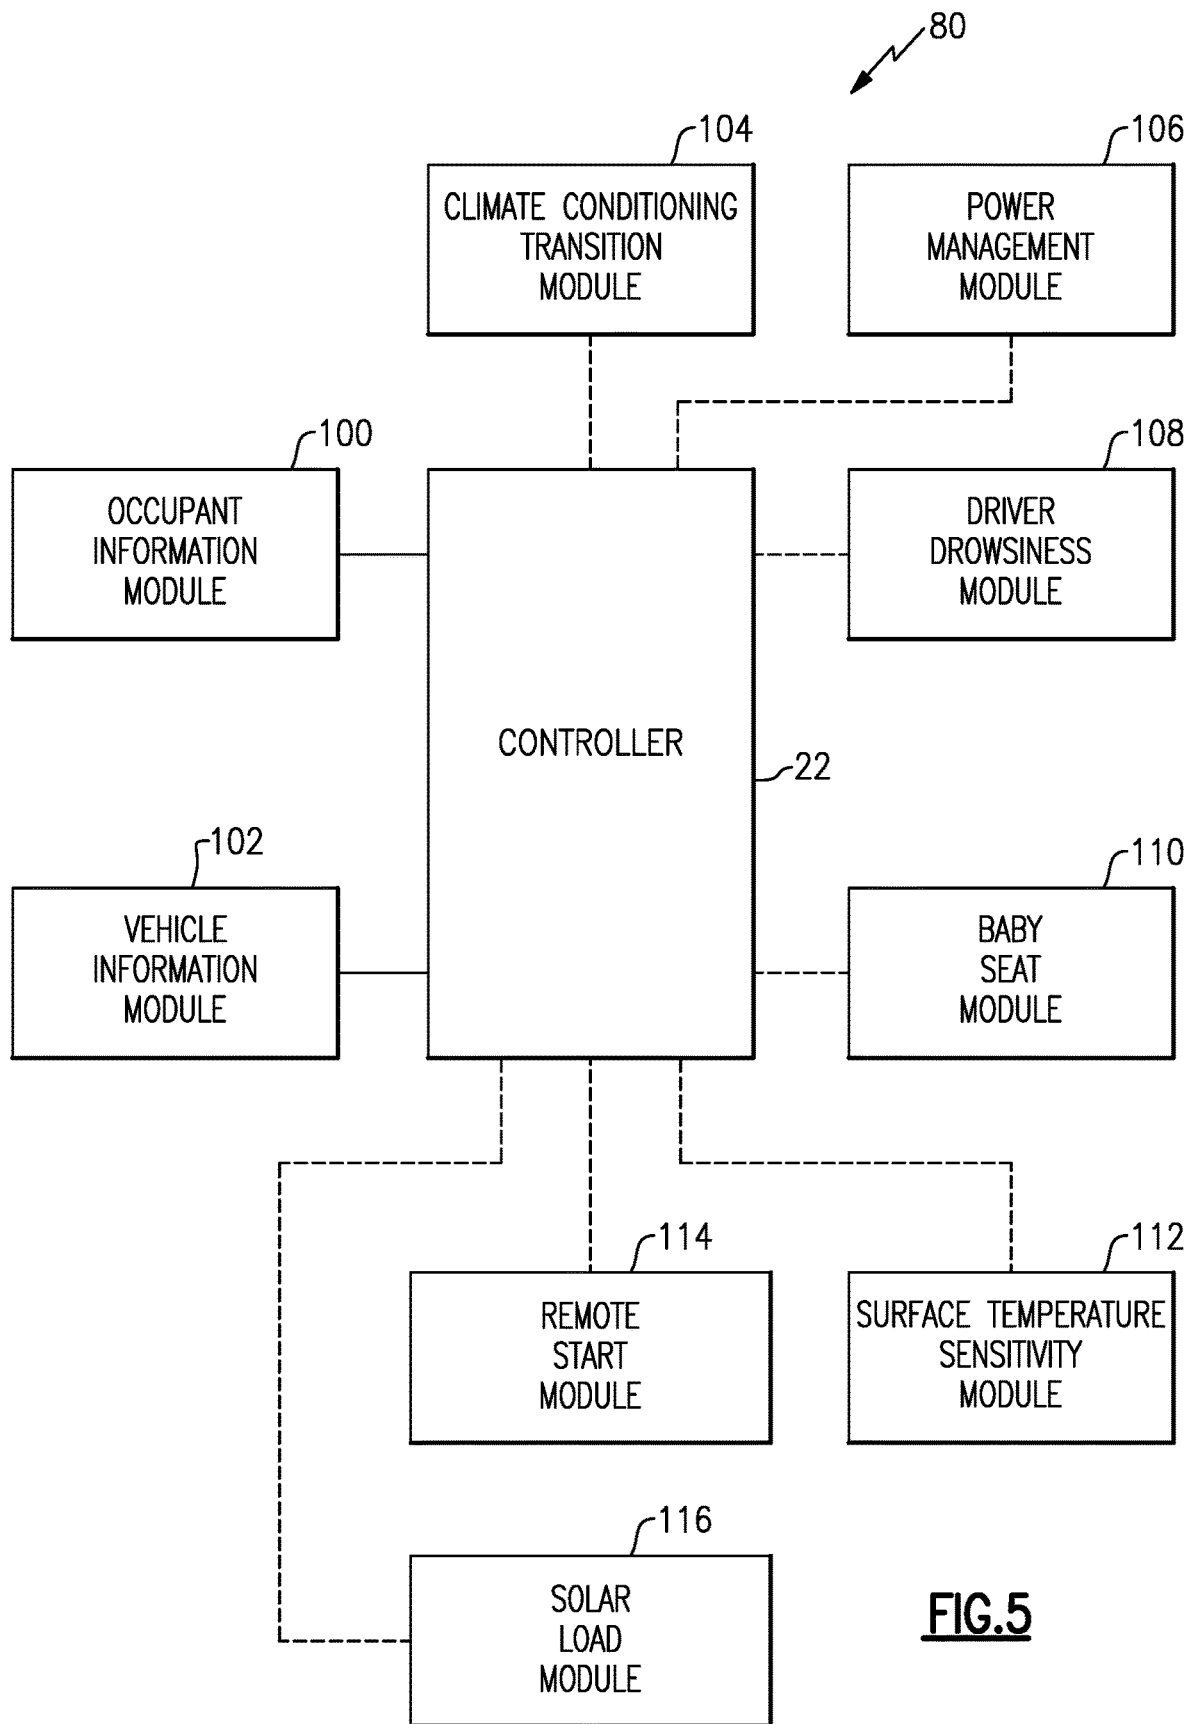 80
104
CLIMATE CONDITIONING
TRANSITION
MODULE
106
POWER
MANAGEMENT
MODULE
100
OCCUPANT
INFORMATION
MODULE
108
DRIVER
DROWSINESS
MODULE
CONTROLLER
22
102
VEHICLE
INFORMATION
MODULE
110
BABY
SEAT
MODULE
114
REMOTE
START
MODULE
112
SURFACE TEMPERATURE
SENSITIVITY
MODULE
116
SOLAR
LOAD
MODULE
FIG.5